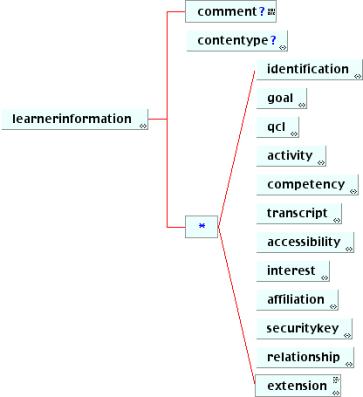 comment?
contentype?
learnerinformation
*
identification
goal
qcl
activity
competency
transcript
accessibility
interest
affiliation
securitykey
relationship
extension